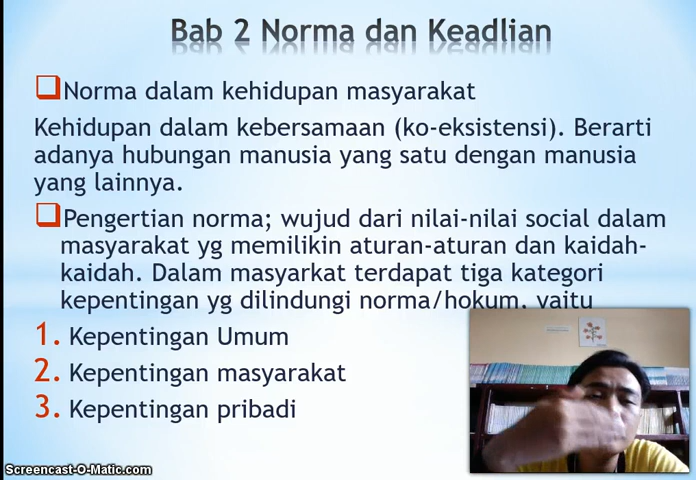 Bab 2 Norma dan Keadlian
Norma dalam kehidupan masyarakat
Kehidupan dalam kebersamaan (ko-eksistensi). Berarti
adanya hubungan manusia yang satu dengan manusia
yang lainnya.
Pengertian norma; wujud dari nilai-nilai social dalam
masyarakat yg memilikin aturan-aturan dan kaidah-
kaidah. Dalam masyarkat terdapat tiga kategori
kepentingan yg dilindungi norma/hokum, yaitu
1. Kepentingan Umum
2. Kepentingan masyarakat
3. Kepentingan pribadi
Screencast-O-Matic.com